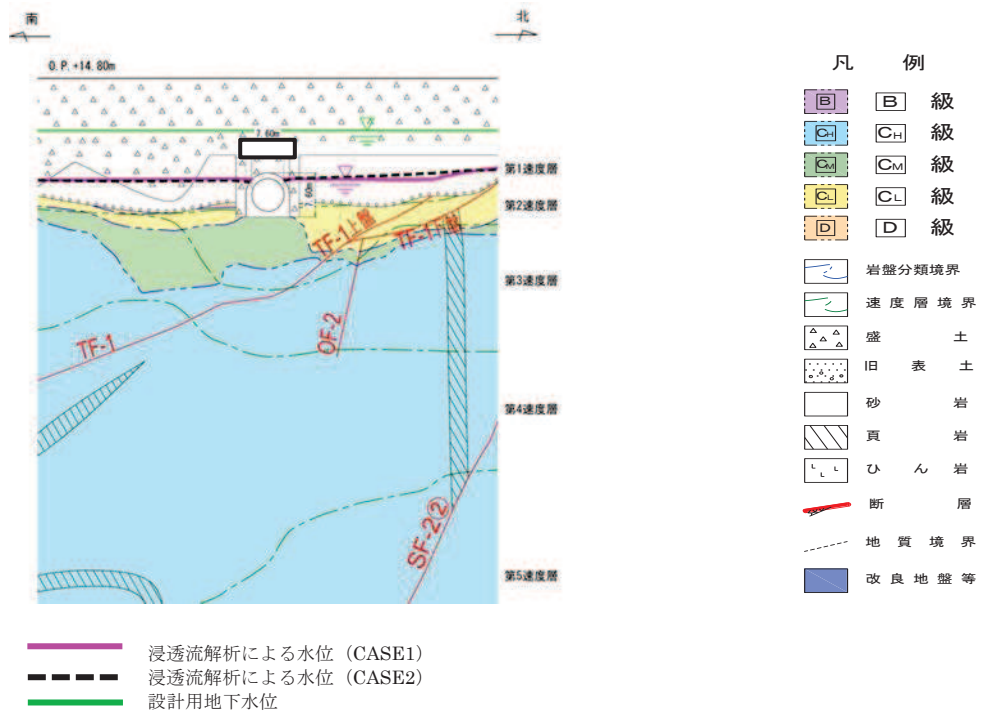 南
北
O.P.+14.80m
7.60m
7.60m
第1速度層
第2速度層
第3速度層
第4速度層
第5速度層
TF-1上盤
TF-1下盤
TF-1
OF-2
SF-2②
凡 例
B B 級
CH CH 級
CM CM 級
CL CL 級
D D 級
岩盤分類境界
速度層境界
盛土
旧表土
砂岩
頁岩
ひん岩
断層
地質境界
改良地盤等
浸透流解析による水位(CASE1)
浸透流解析による水位(CASE2)
設計用地下水位